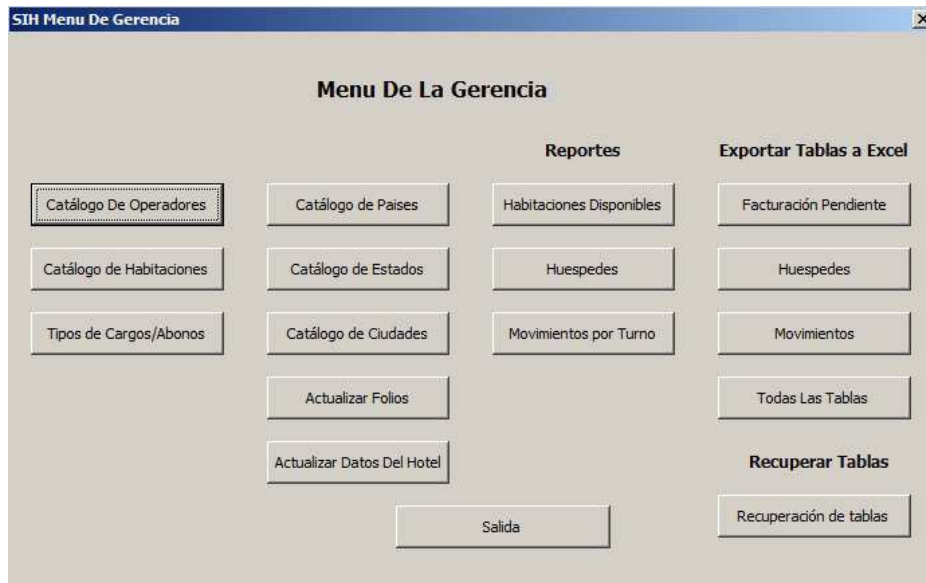 SIH Menu De Gerencia
Menu De La Gerencia
Reportes
Exportar Tablas a Excel
Catálogo De Operadores
Catálogo de Paises
Habitaciones Disponibles
Facturación Pendiente
Catálogo de Habitaciones
Catálogo de Estados
Huespedes
Huespedes
Tipos de Cargos/Abonos
Catálogo de Ciudades
Movimientos por Turno
Movimientos
Actualizar Folios
Todas Las Tablas
Actualizar Datos Del Hotel
Recuperar Tablas
Salida
Recuperación de tablas